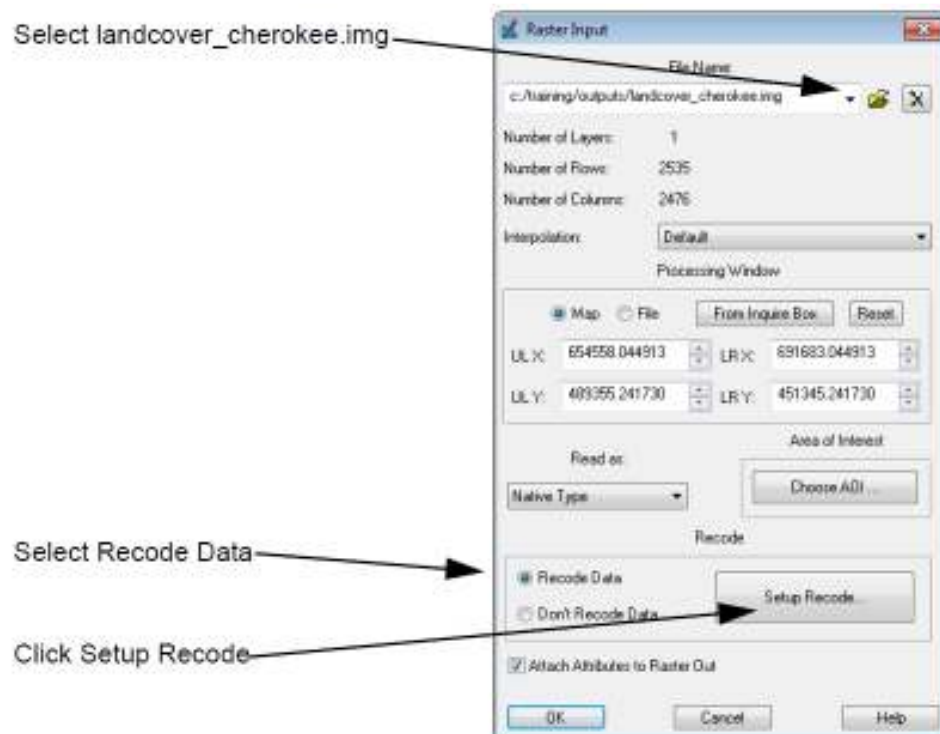 Select landcover_cherokee.img
Raster Input
File Name
c:/training/outputs/landcover_cherokee.img
Number of Layers: 1
Number of Rows: 2535
Number of Columns: 2476
Interpolation: Default
Processing Window
Map File From Inquire Box Reset
UL X: 654558.044913 LR X: 691683.044913
UL Y: 489355.241730 LR Y: 451345.241730
Area of Interest
Read as:
Native Type Choose AOI ...
Recode
Select Recode Data
Recode Data
Setup Recode...
Don't Recode Data
Click Setup Recode
Attach Attributes to Raster Out
OK Cancel Help